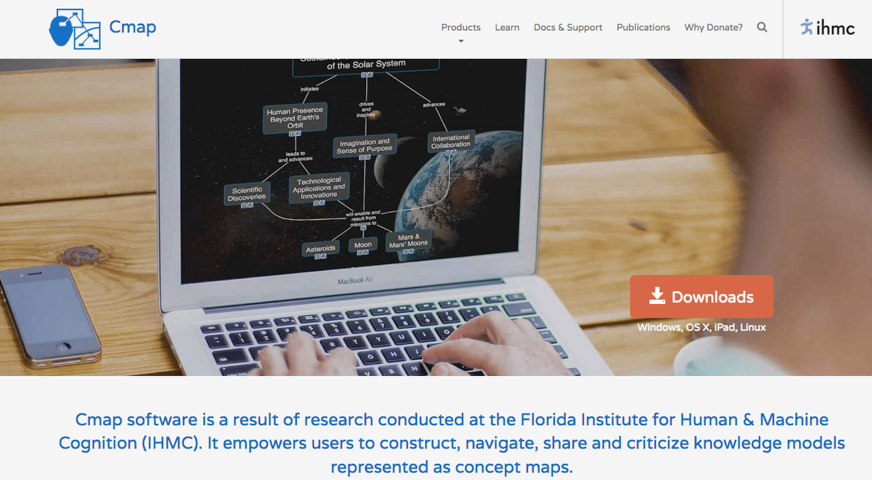 Cmap
Products
Learn
Docs & Support
Publications
Why Donate?
ihmc
of the Solar System
initiates
drives
and
inspires
advances
Human Presence
Beyond Earth's
Orbit
Imagination and
Sense of Purpose
International
Collaboration
leads to
and advances
Scientific
Discoveries
Technological
Applications and
Innovations
will enable and
result from
missions to
Asteroids
Moon
Mars &
Mars' Moons
MacBook Air
Downloads
Windows, OS X, iPad, Linux
Cmap software is a result of research conducted at the Florida Institute for Human & Machine
Cognition (IHMC). It empowers users to construct, navigate, share and criticize knowledge models
represented as concept maps.